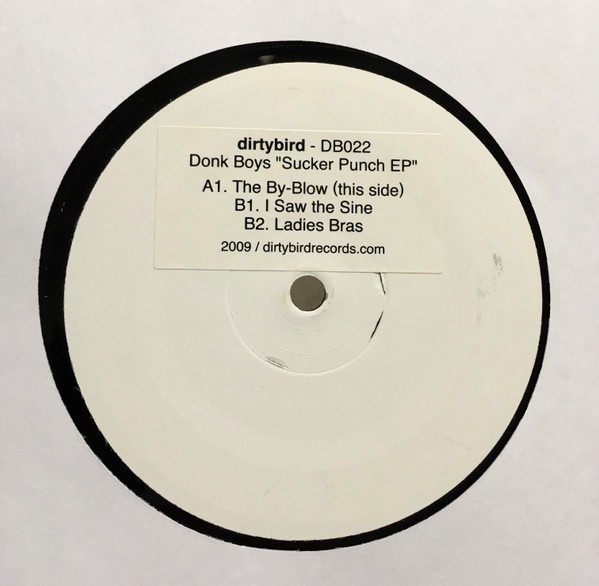 dirtybird - DB022
Donk Boys "Sucker Punch EP"
A1. The By-Blow (this side)
B1. I Saw the Sine
B2. Ladies Bras
2009 / dirtybirdrecords.com